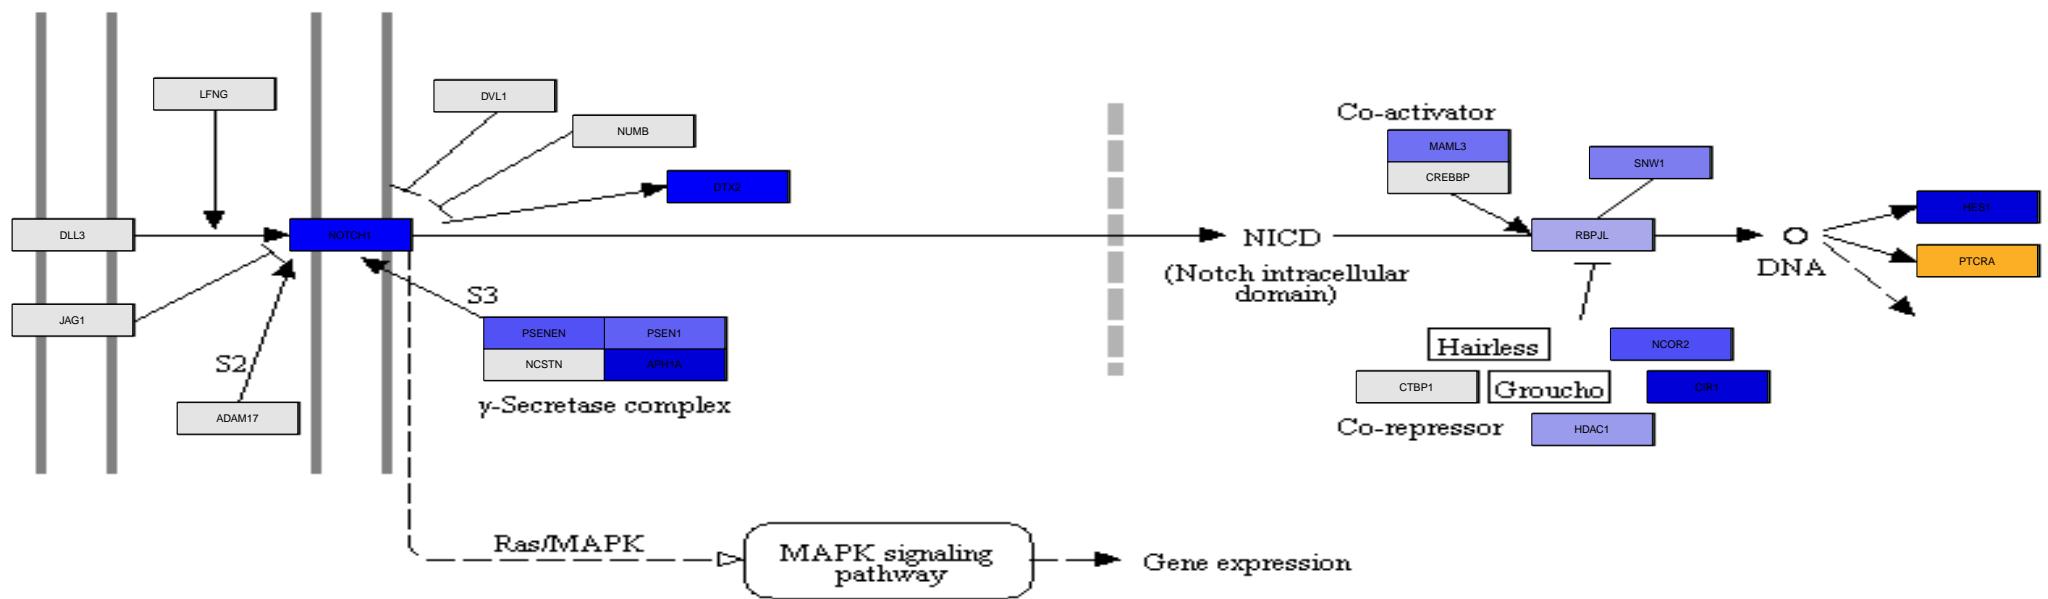 LFNG
DVL1
NUMB
DTX2
DLL3
NOTCH1
JAG1
S2
S3
ADAM17
PSENEN
PSEN1
NCSTN
APH1A
γ-Secretase complex
NICD
(Notch intracellular
domain)
Co-activator
MAML3
CREBBP
SNW1
RBPJL
DNA
HES1
PTCRA
Hairless
NCOR2
CTBP1
Groucho
CIR1
Co-repressor
HDAC1
Ras/MAPK
MAPK signaling
pathway
Gene expression